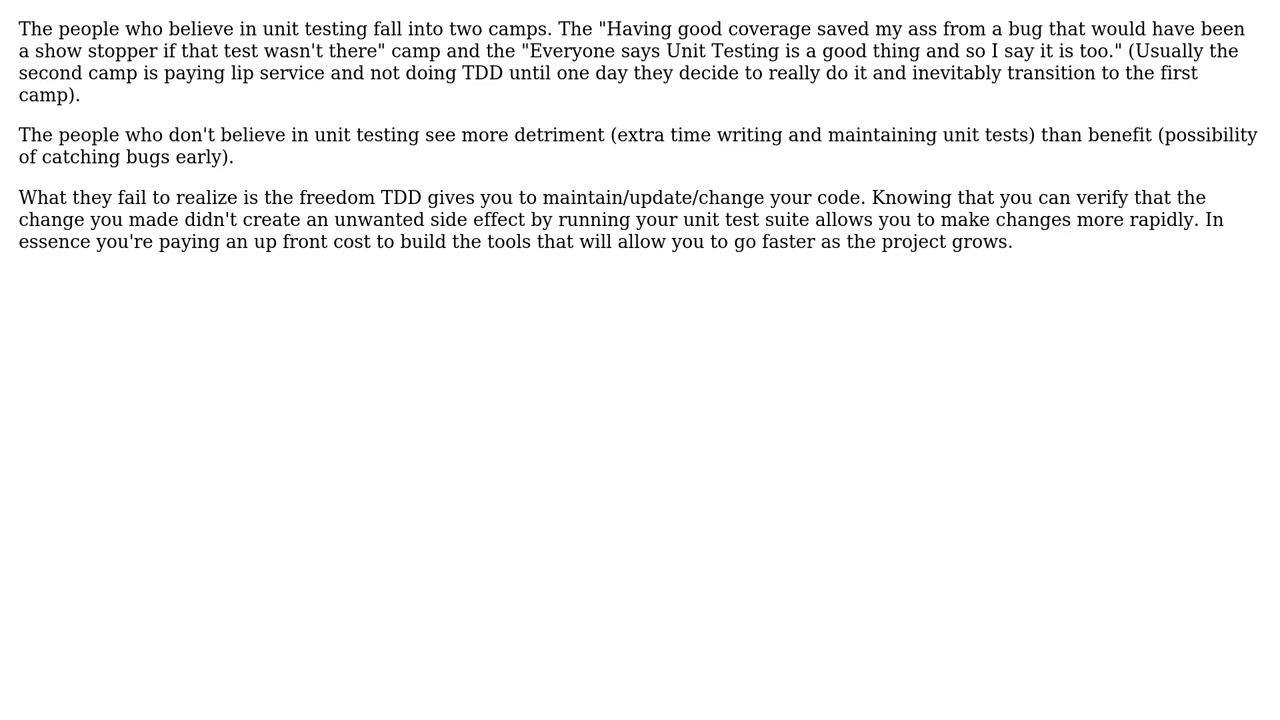 The people who believe in unit testing fall into two camps. The "Having good coverage saved my ass from a bug that would have been
a show stopper if that test wasn't there" camp and the "Everyone says Unit Testing is a good thing and so I say it is too." (Usually the
second camp is paying lip service and not doing TDD until one day they decide to really do it and inevitably transition to the first
camp).
The people who don't believe in unit testing see more detriment (extra time writing and maintaining unit tests) than benefit (possibility
of catching bugs early).
What they fail to realize is the freedom TDD gives you to maintain/update/change your code. Knowing that you can verify that the
change you made didn't create an unwanted side effect by running your unit test suite allows you to make changes more rapidly. In
essence you're paying an up front cost to build the tools that will allow you to go faster as the project grows.